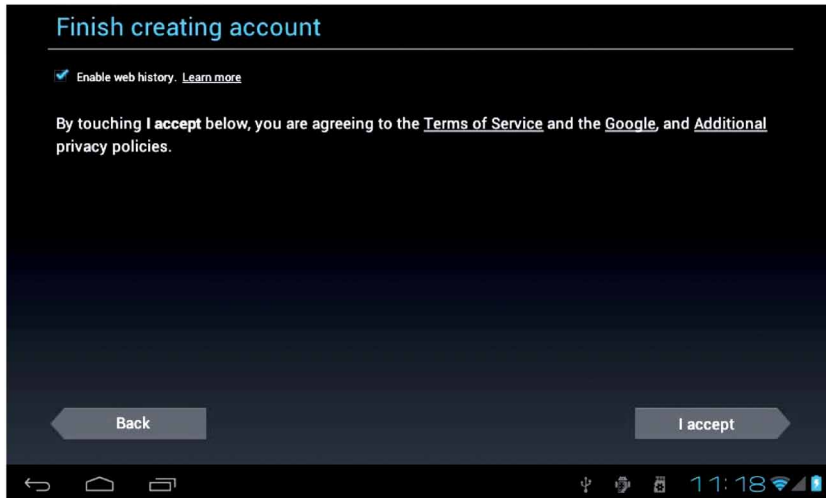 Finish creating account
Enable web history. Learn more
By touching I accept below, you are agreeing to the Terms of Service and the Google, and Additional
privacy policies.
Back
I accept
11:18